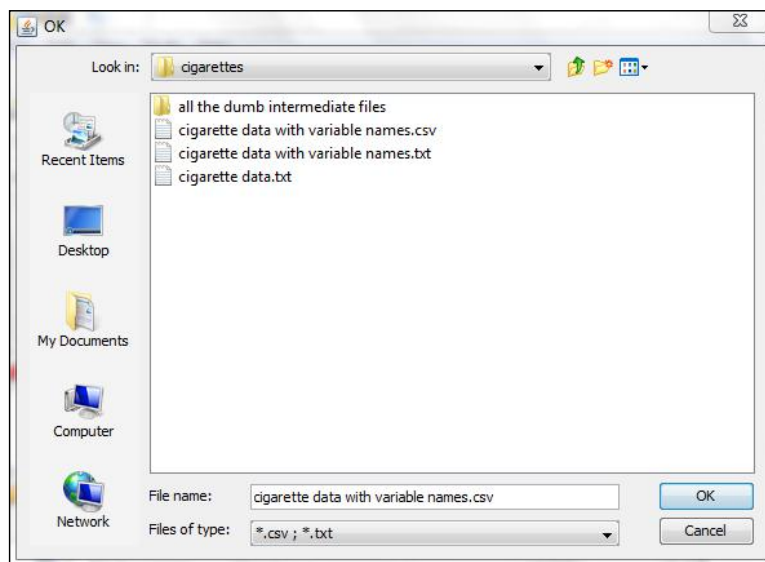 OK
Look in:
cigarettes
Recent Items
Desktop
My Documents
Computer
Network
all the dumb intermediate files
cigarette data with variable names.csv
cigarette data with variable names.txt
cigarette data.txt
File name:
cigarette data with variable names.csv
OK
Files of type:
*.csv ; *.txt
Cancel